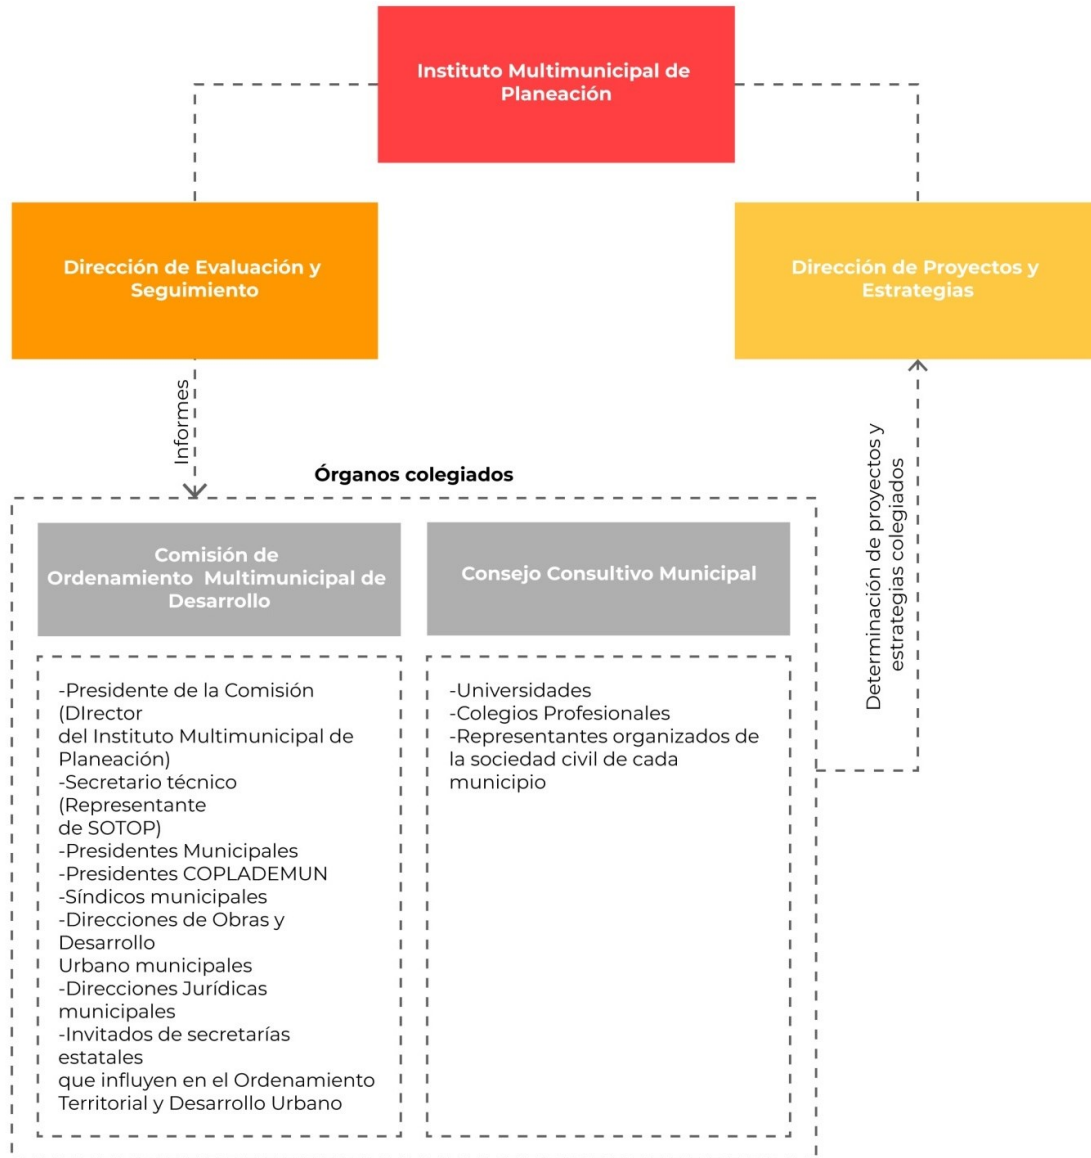 Instituto Multimunicipal de
Planeación
Dirección de Evaluación y
Seguimiento
Dirección de Proyectos y
Estrategias
Informes
Determinación de proyectos y
estrategias colegiados
Órganos colegiados
Comisión de
Ordenamiento Multimunicipal de
Desarrollo
-Presidente de la Comisión
(DIrector
del Instituto Multimunicipal de
Planeación)
-Secretario técnico
(Representante
de SOTOP)
-Presidentes Municipales
-Presidentes COPLADEMUN
-Síndicos municipales
-Direcciones de Obras y
Desarrollo
Urbano municipales
-Direcciones Jurídicas
municipales
-Invitados de secretarías
estatales
que influyen en el Ordenamiento
Territorial y Desarrollo Urbano
Consejo Consultivo Municipal
-Universidades
-Colegios Profesionales
-Representantes organizados de
la sociedad civil de cada
municipio